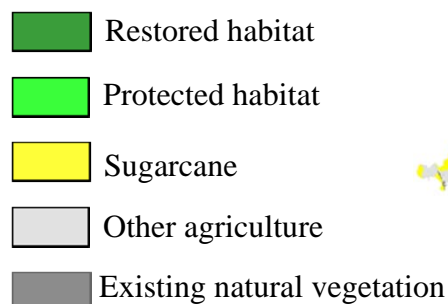 Restored habitat
Protected habitat
Sugarcane
Other agriculture
Existing natural vegetation